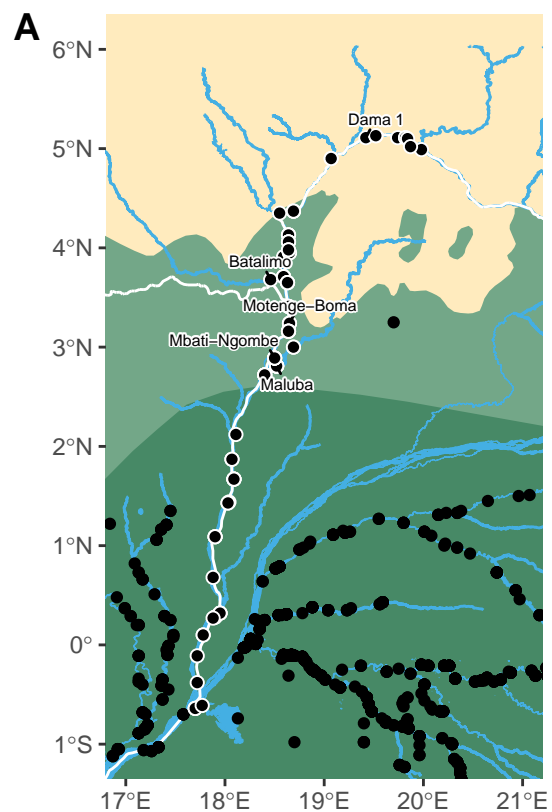 A
6°N
5°N
4°N
3°N
2°N
1°N
0°
1°S
Dama 1
Batalimo
Motenge−Boma
Mbati−Ngombe
Maluba
17°E
18°E
19°E
20°E
21°E